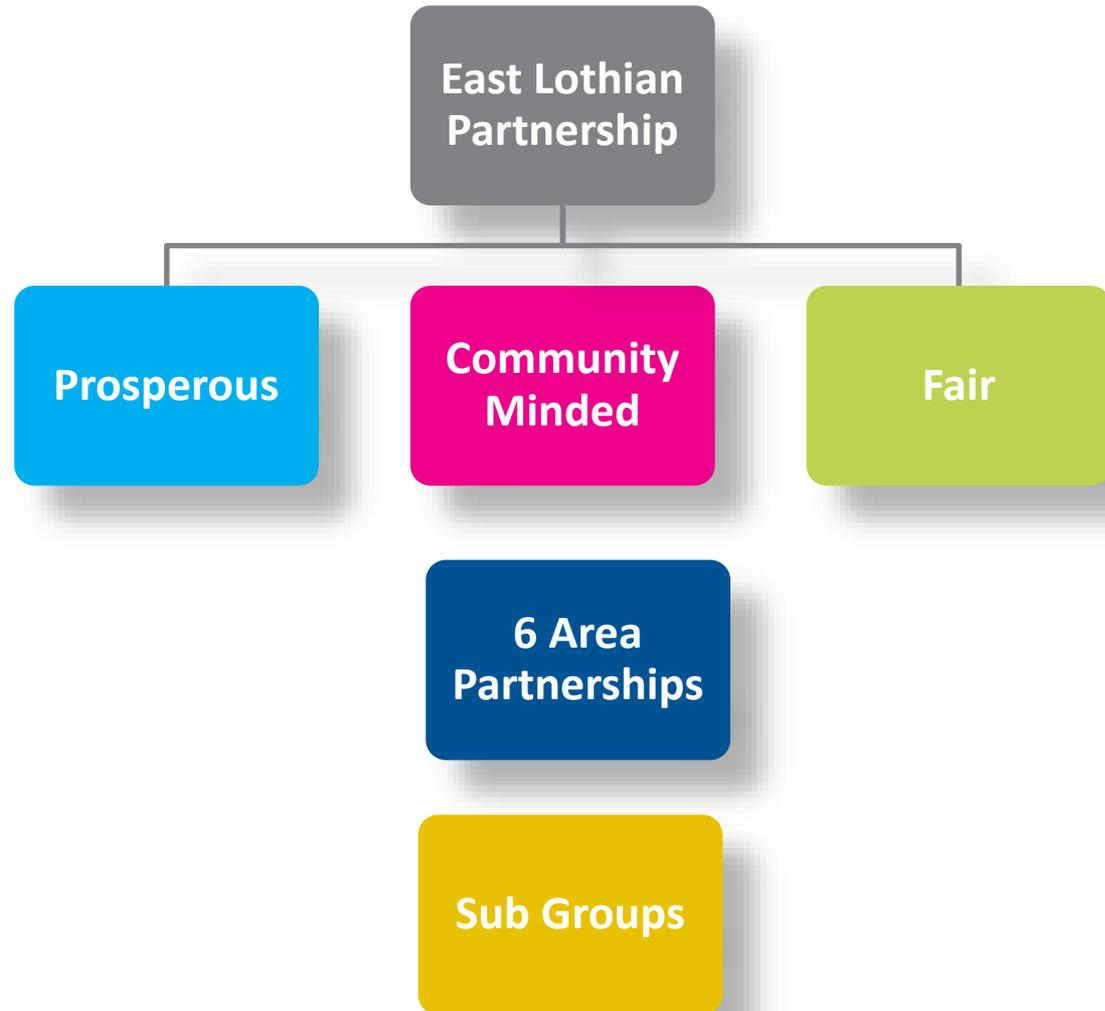 East Lothian
Partnership
Prosperous
Community
Minded
Fair
6 Area
Partnerships
Sub Groups